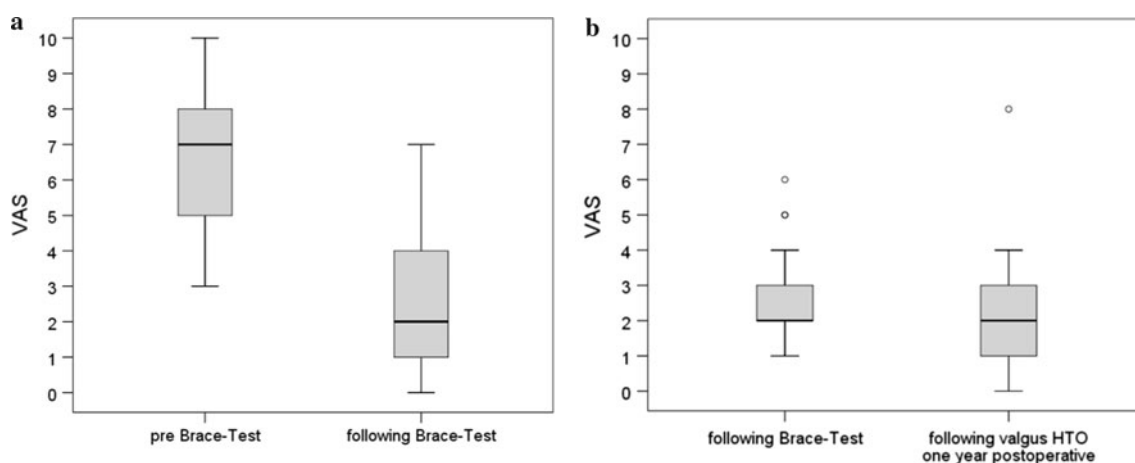 a
10
9
8
7
6
5
4
3
2
1
0
VAS
pre Brace-Test
following Brace-Test
b
10
9
8
7
6
5
4
3
2
1
0
VAS
following Brace-Test
following valgus HTO
one year postoperative